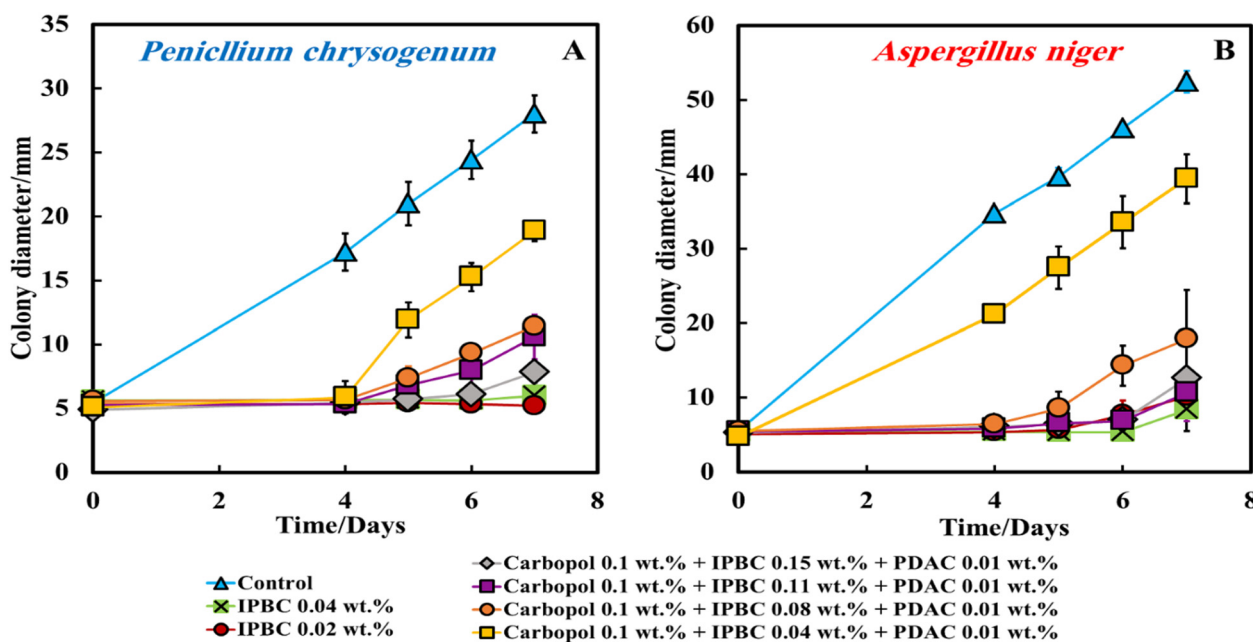 Penicllium chrysogenum
A
Colony diameter/mm
35
30
25
20
15
10
5
0
0 2 4 6 8
Time/Days
Aspergillus niger
B
Colony diameter/mm
60
50
40
30
20
10
0
0 2 4 6 8
Time/Days
Control
IPBC 0.04 wt.%
IPBC 0.02 wt.%
Carbopol 0.1 wt.% + IPBC 0.15 wt.% + PDAC 0.01 wt.%
Carbopol 0.1 wt.% + IPBC 0.11 wt.% + PDAC 0.01 wt.%
Carbopol 0.1 wt.% + IPBC 0.08 wt.% + PDAC 0.01 wt.%
Carbopol 0.1 wt.% + IPBC 0.04 wt.% + PDAC 0.01 wt.%